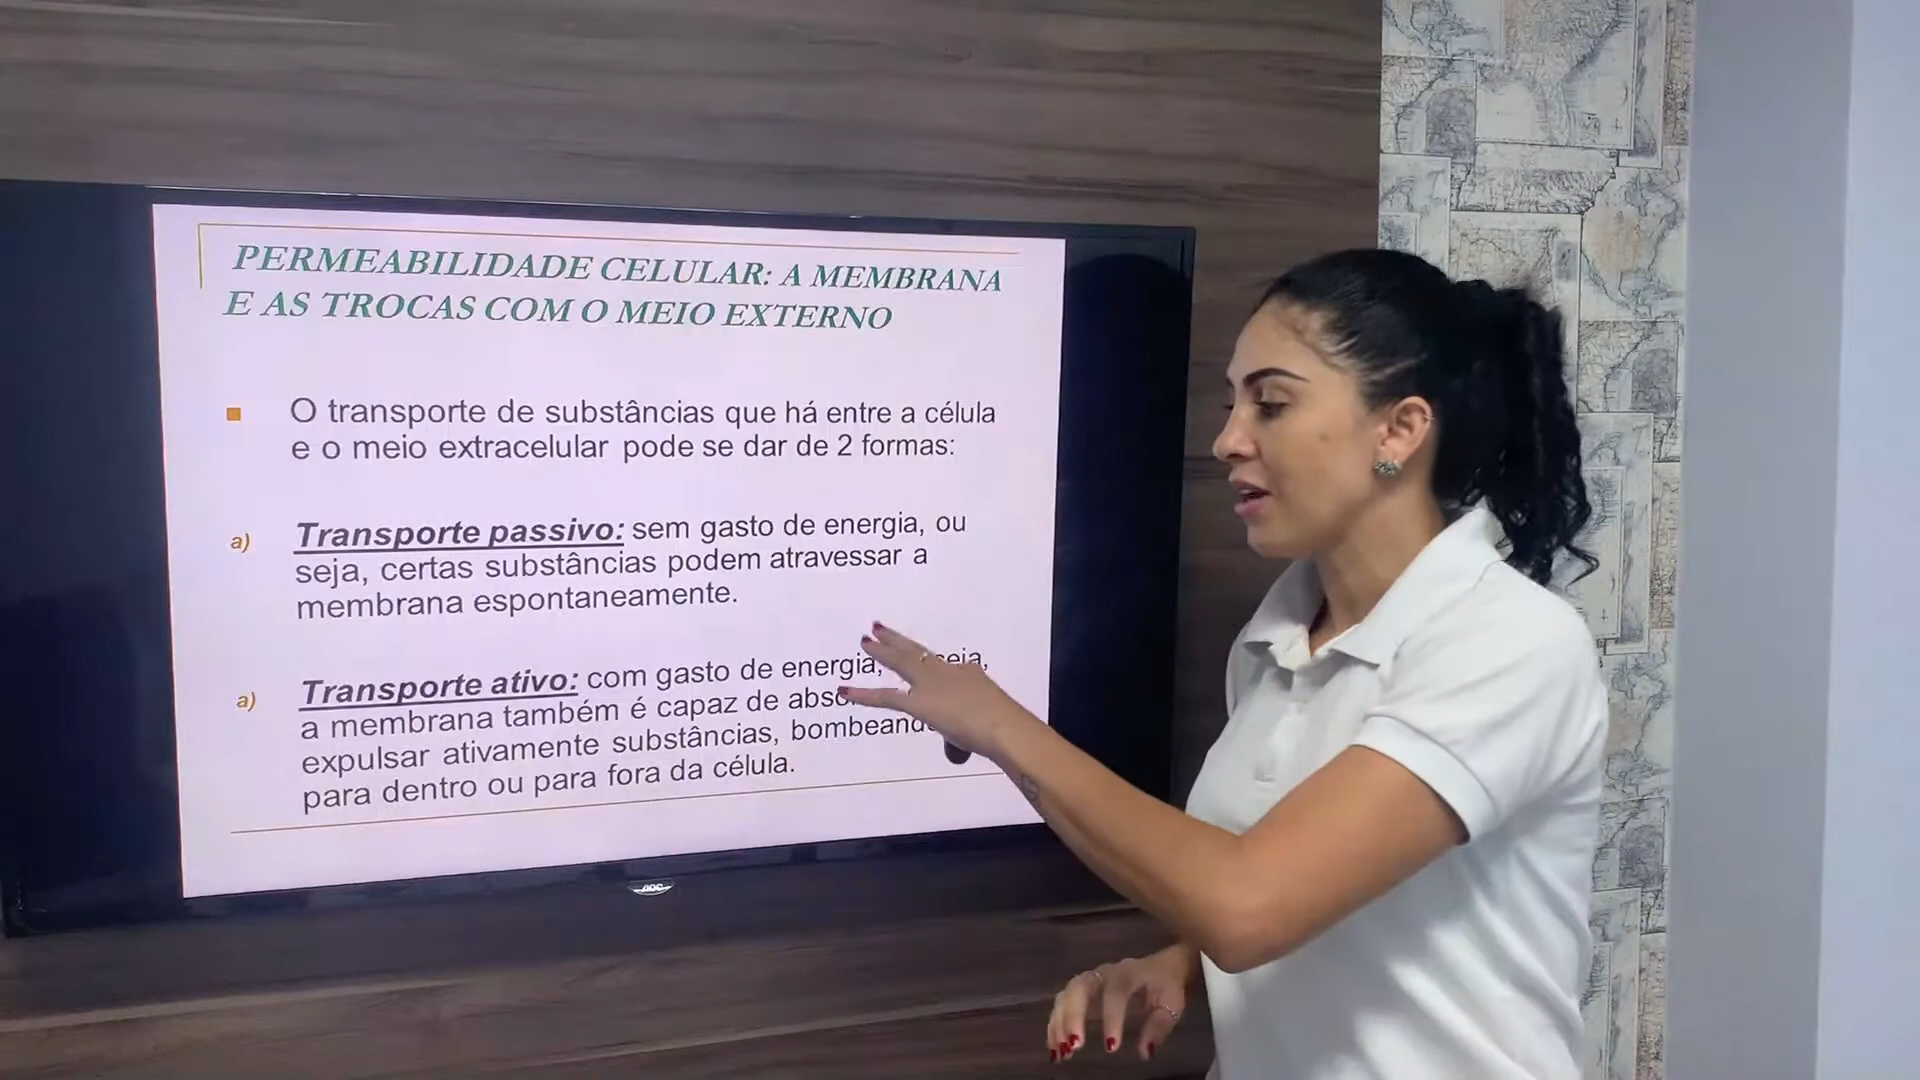 PERMEABILIDADE CELULAR: A MEMBRANA
E AS TROCAS COM O MEIO EXTERNO
O transporte de substâncias que há entre a célula
e o meio extracelular pode se dar de 2 formas:
a) Transporte passivo: sem gasto de energia, ou
seja, certas substâncias podem atravessar a
membrana espontaneamente.
a) Transporte ativo: com gasto de energia, seja,
a membrana também é capaz de
expulsar ativamente substâncias,
para dentro ou para fora da célula.
AOC